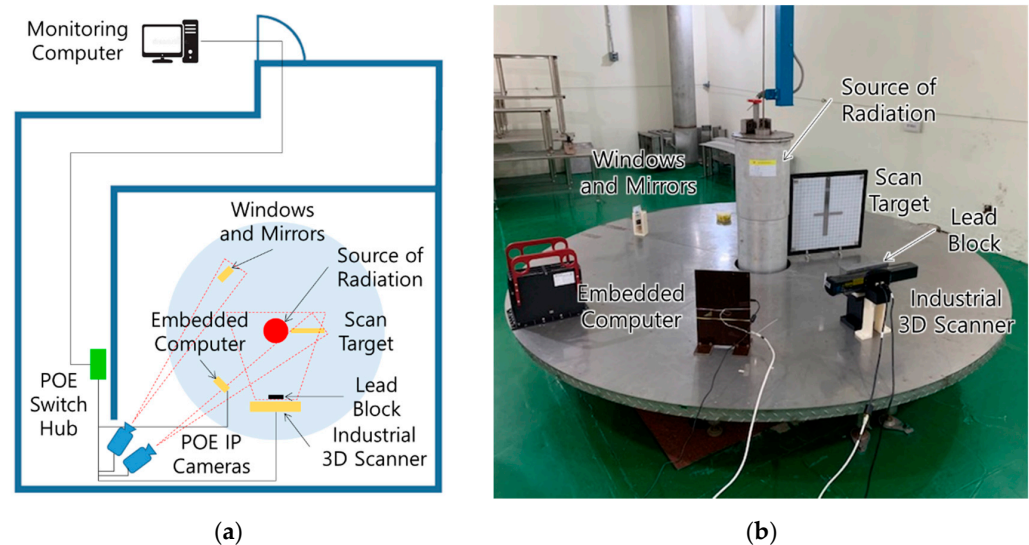 Monitoring
Computer
Windows
and Mirrors
Source of
Radiation
Embedded
Computer
Scan
Target
POE
Switch
Hub
Lead
Block
POE IP
Cameras
Industrial
3D Scanner
(a)
Source of
Radiation
Windows
and Mirrors
Scan
Target
Lead
Block
Embedded
Computer
Industrial
3D Scanner
(b)